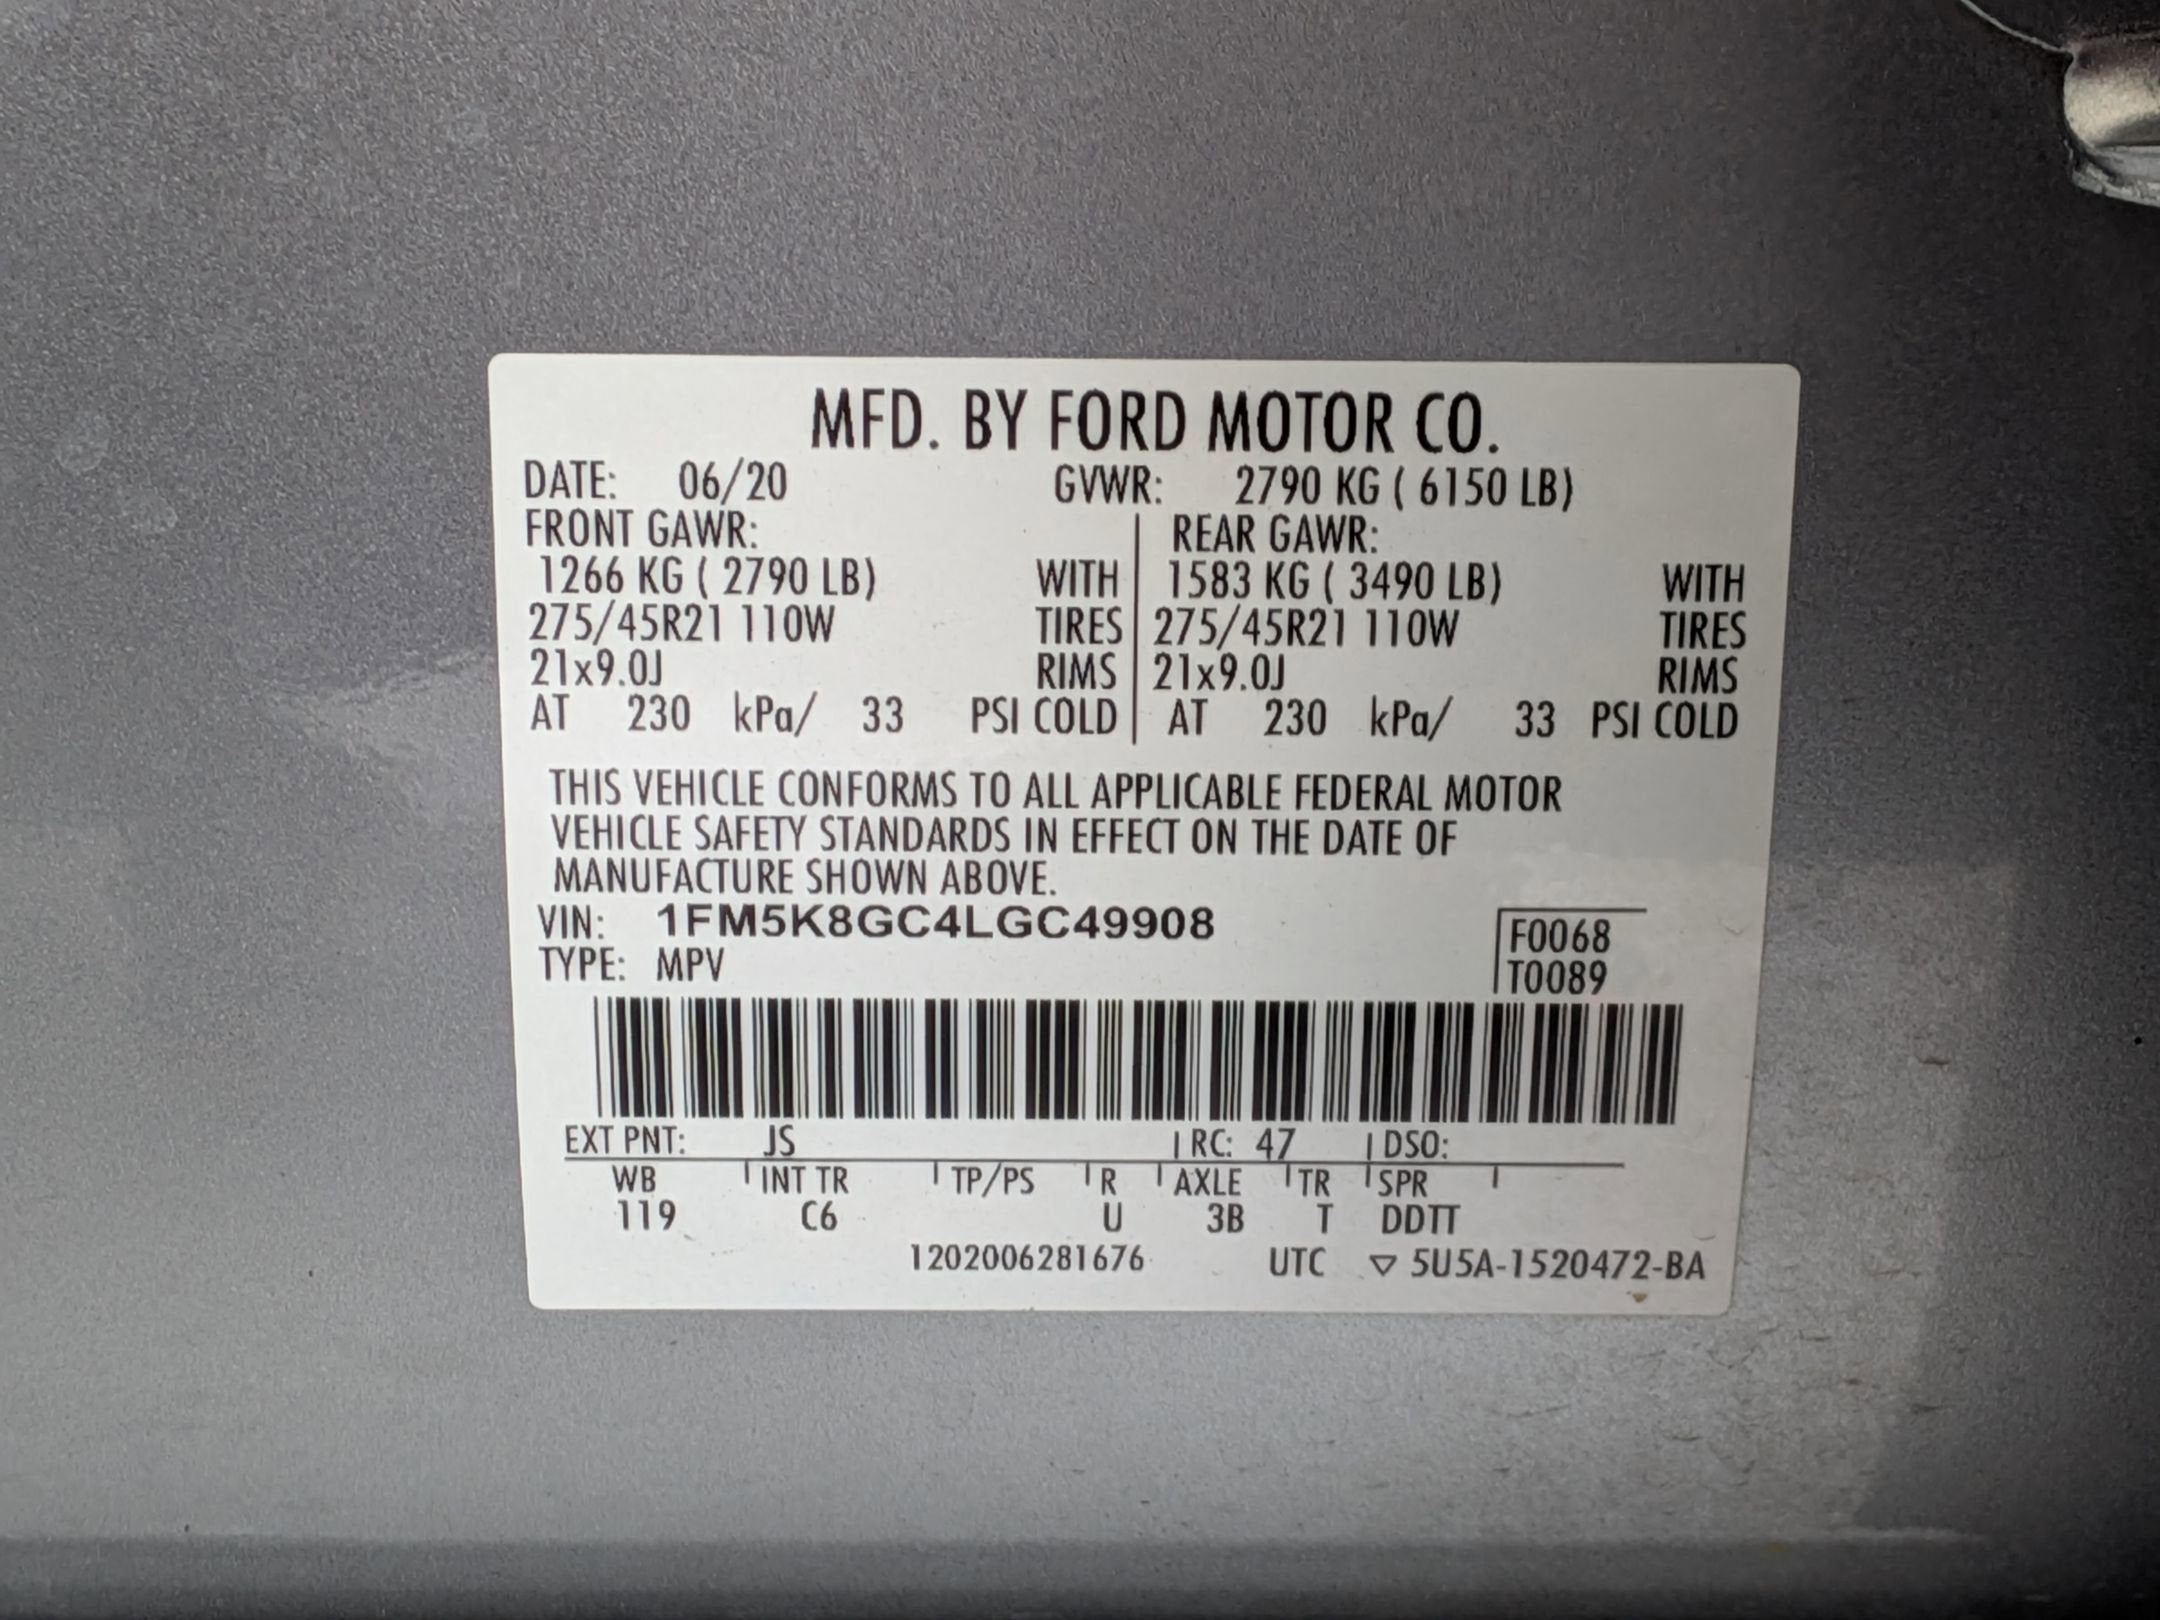 MFD. BY FORD MOTOR CO.
DATE: 06/20 GVWR: 2790 KG ( 6150 LB)
FRONT GAWR: REAR GAWR:
1266 KG ( 2790 LB) WITH 1583 KG ( 3490 LB) WITH
275/45R21 110W TIRES 275/45R21 110W TIRES
21x9.0J RIMS 21x9.0J RIMS
AT 230 kPa/ 33 PSI COLD AT 230 kPa/ 33 PSI COLD
THIS VEHICLE CONFORMS TO ALL APPLICABLE FEDERAL MOTOR
VEHICLE SAFETY STANDARDS IN EFFECT ON THE DATE OF
MANUFACTURE SHOWN ABOVE.
VIN: 1FM5K8GC4LGC49908 F0068
TYPE: MPV T0089
EXT PNT: JS RC: 47 DSO:
WB INT TR TP/PS R AXLE TR SPR
119 C6 U 3B T DDTT
1202006281676 UTC ▽ 5U5A-1520472-BA